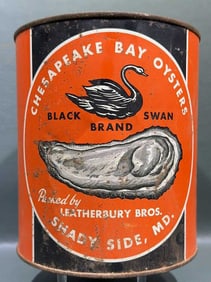 CHESAPEAKE BAY OYSTERS
BLACK SWAN
BRAND
Packed by
LEATHERBURY BROS.
SHADY SIDE, MD.